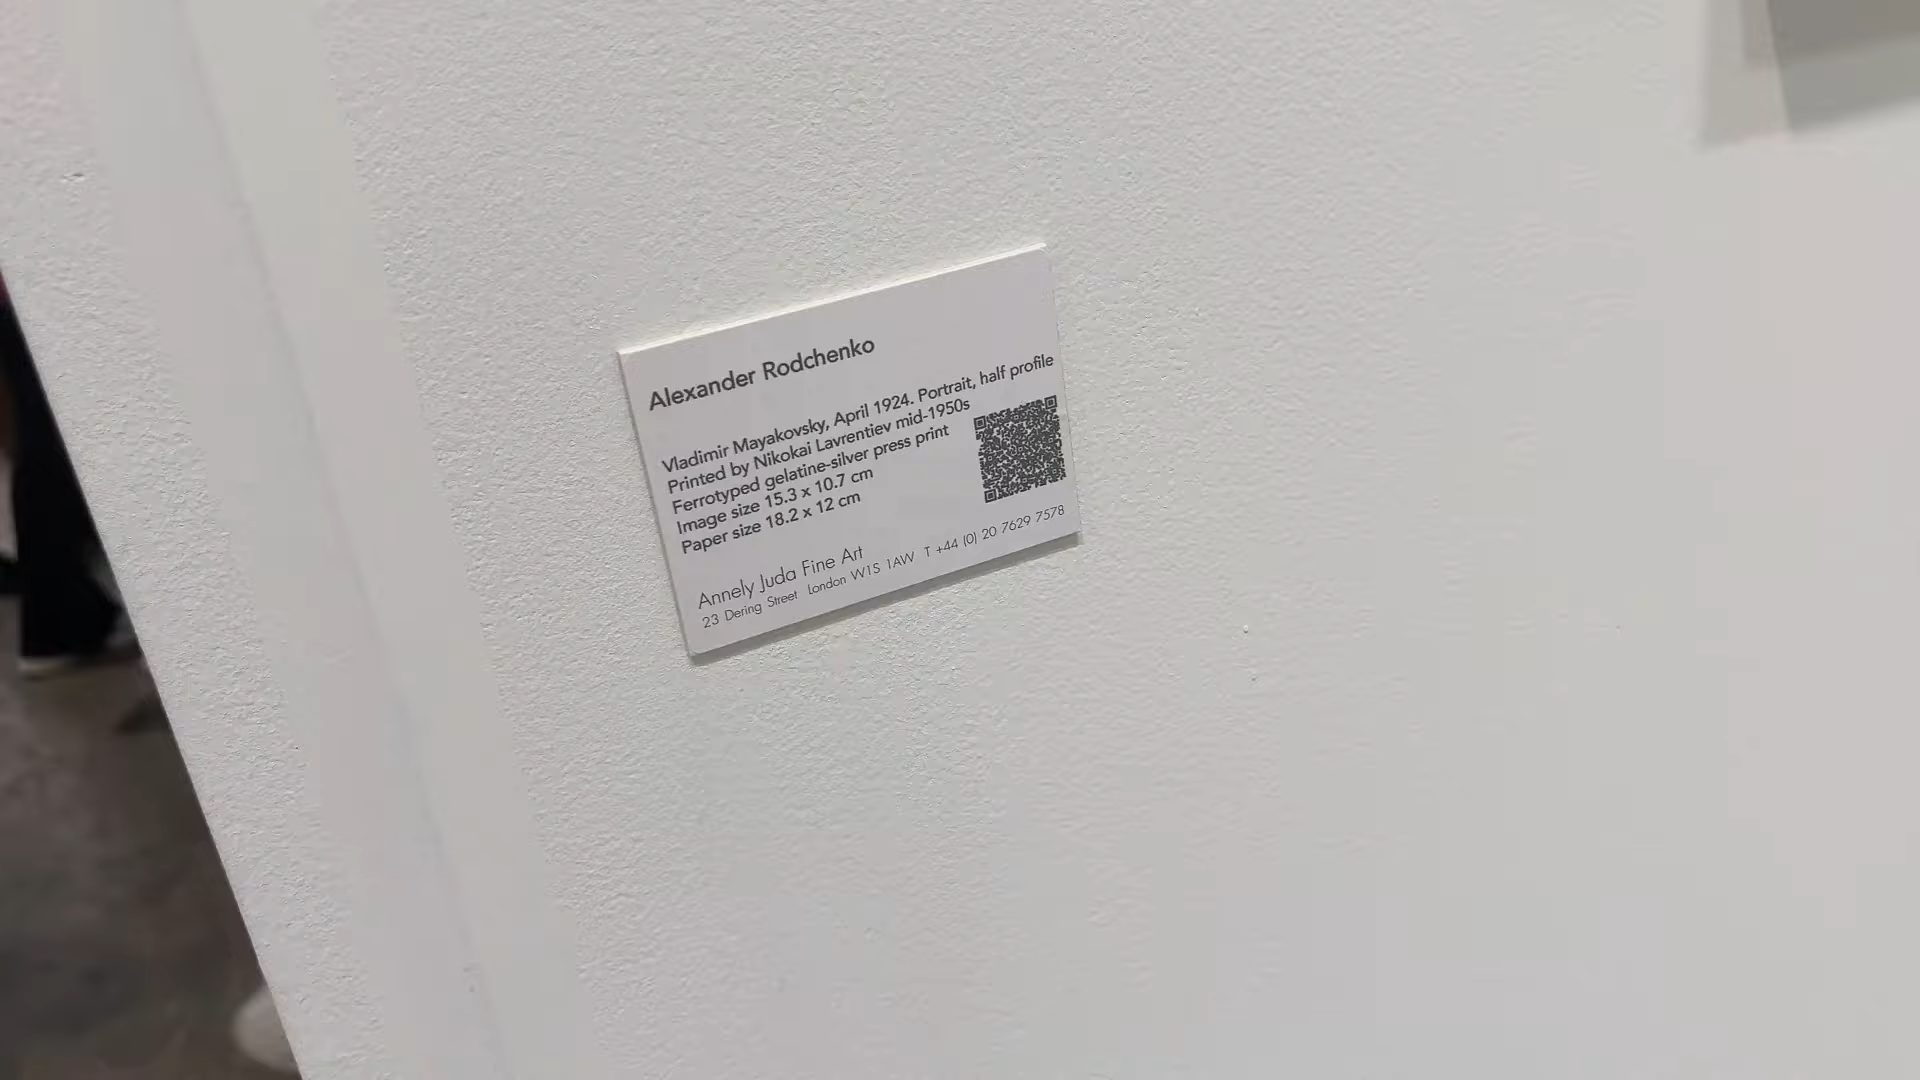 Alexander Rodchenko
Vladimir Mayakovsky, April 1924. Portrait, half profile
Printed by Nikokai Lavrentiev mid-1950s
Ferrotyped gelatine-silver press print
Image size 15.3 x 10.7 cm
Paper size 18.2 x 12 cm
Annely Juda Fine Art
23 Dering Street London W1S 1AW T +44 (0) 20 7629 7578